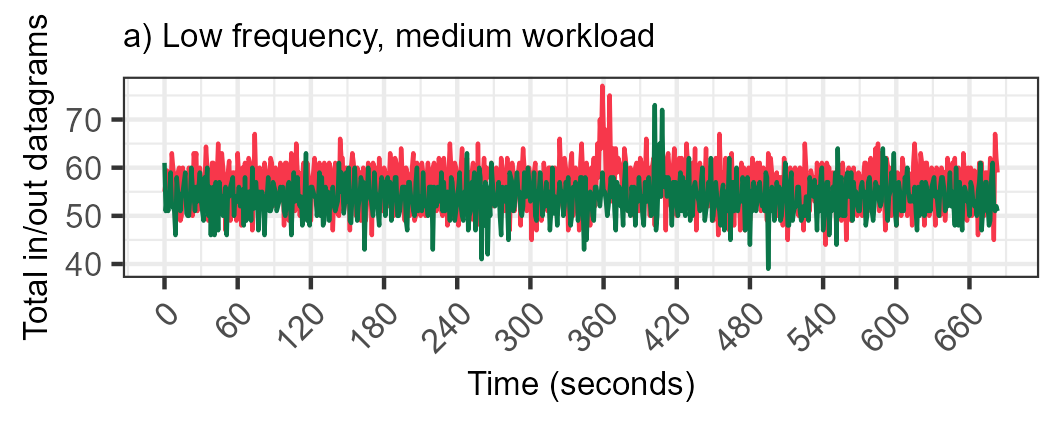 a) Low frequency, medium workload
Total in/out datagrams
70
60
50
40
0 60 120 180 240 300 360 420 480 540 600 660
Time (seconds)